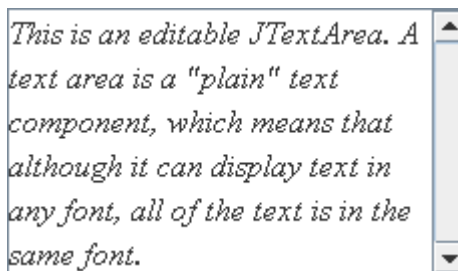 This is an editable JTextArea. A
text area is a "plain" text
component, which means that
although it can display text in
any font, all of the text is in the
same font.